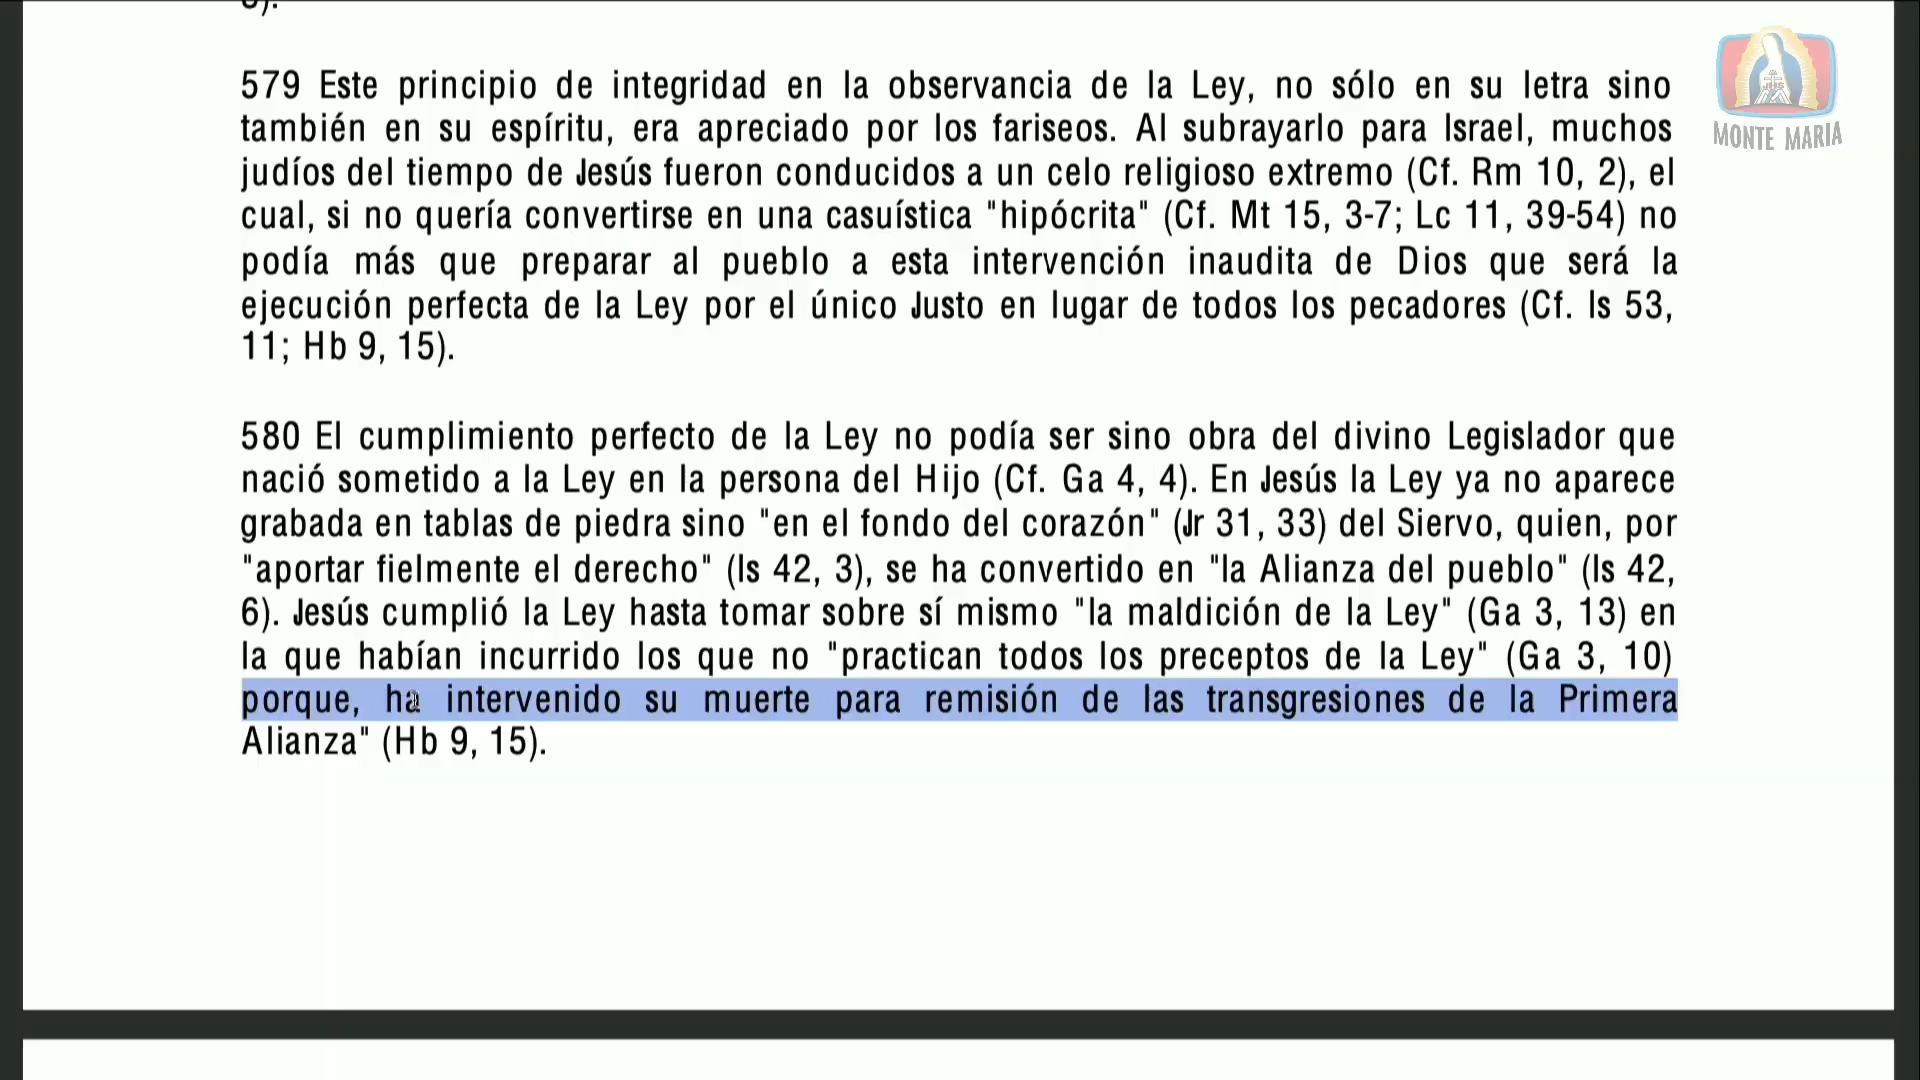 579 Este principio de integridad en la observancia de la Ley, no sólo en su letra sino
también en su espíritu, era apreciado por los fariseos. Al subrayarlo para Israel, muchos
judíos del tiempo de Jesús fueron conducidos a un celo religioso extremo (Cf. Rm 10, 2), el
cual, si no quería convertirse en una casuística "hipócrita" (Cf. Mt 15, 3-7; Lc 11, 39-54) no
podía más que preparar al pueblo a esta intervención inaudita de Dios que será la
ejecución perfecta de la Ley por el único Justo en lugar de todos los pecadores (Cf. Is 53,
11; Hb 9, 15).
580 El cumplimiento perfecto de la Ley no podía ser sino obra del divino Legislador que
nació sometido a la Ley en la persona del Hijo (Cf. Ga 4, 4). En Jesús la Ley ya no aparece
grabada en tablas de piedra sino "en el fondo del corazón" (Jr 31, 33) del Siervo, quien, por
"aportar fielmente el derecho" (Is 42, 3), se ha convertido en "la Alianza del pueblo" (Is 42,
6). Jesús cumplió la Ley hasta tomar sobre sí mismo "la maldición de la Ley" (Ga 3, 13) en
la que habían incurrido los que no "practican todos los preceptos de la Ley" (Ga 3, 10)
porque, ha intervenido su muerte para remisión de las transgresiones de la Primera
Alianza" (Hb 9, 15).
JHS
MONTE MARIA